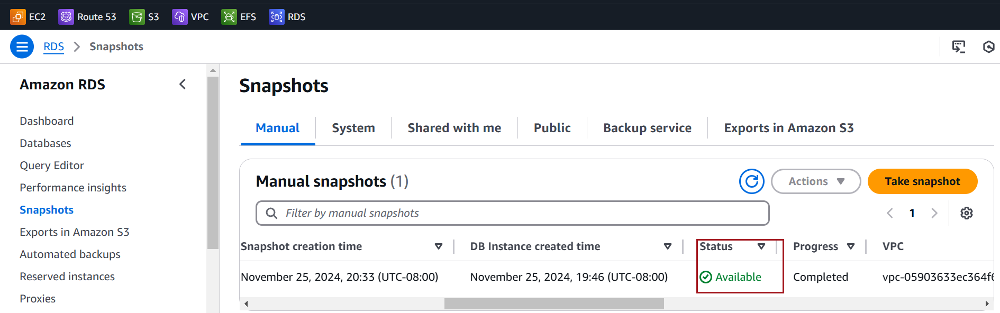 EC2 Route 53 S3 VPC EFS RDS
RDS Snapshots
Amazon RDS
Dashboard
Databases
Query Editor
Performance insights
Snapshots
Exports in Amazon S3
Automated backups
Reserved instances
Proxies
Snapshots
Manual System Shared with me Public Backup service Exports in Amazon S3
Manual snapshots (1)
Actions Take snapshot
Filter by manual snapshots
1
Snapshot creation time DB Instance created time Status Progress VPC
November 25, 2024, 20:33 (UTC-08:00) November 25, 2024, 19:46 (UTC-08:00) Available Completed vpc-05903633ec364f6